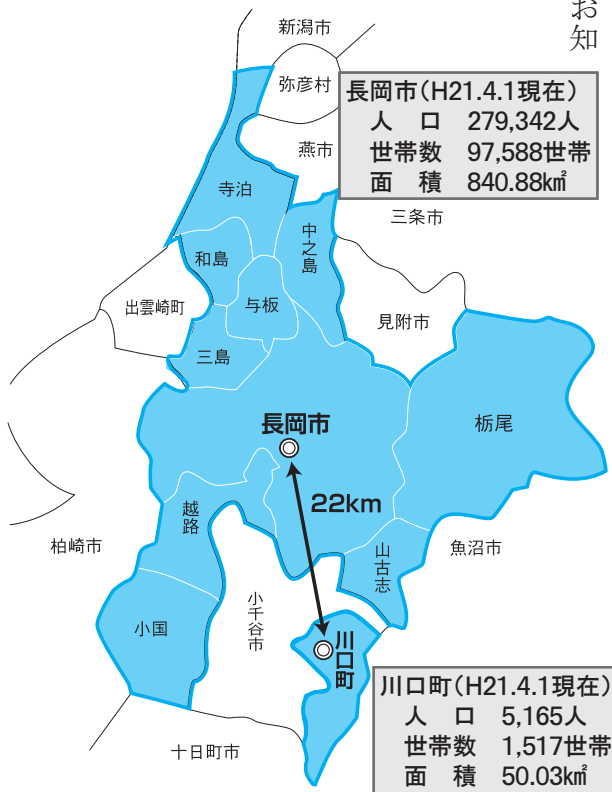 お知
新潟市
弥彦村
長岡市(H21.4.1現在)
人 口 279,342人
世帯数 97,588世帯
面 積 840.88k㎡
燕市
寺泊
三条市
中之島
和島
出雲崎町
与板
見附市
三島
長岡市
栃尾
22km
越路
柏崎市
魚沼市
山古志
小千谷市
小国
川口町
川口町(H21.4.1現在)
人 口 5,165人
世帯数 1,517世帯
面 積 50.03k㎡
十日町市